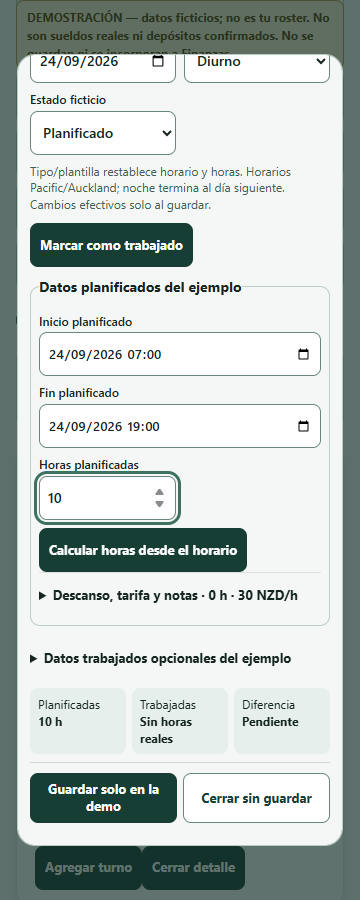 DEMOSTRACIÓN — datos ficticios; no es tu roster. No
son sueldos reales ni depósitos confirmados. No se
guardan ni se incorporan a Finanzas.
24/09/2026
Diurno
Estado ficticio
Planificado
Tipo/plantilla restablece horario y horas. Horarios
Pacific/Auckland; noche termina al día siguiente.
Cambios efectivos solo al guardar.
Marcar como trabajado
Datos planificados del ejemplo
Inicio planificado
24/09/2026 07:00
Fin planificado
24/09/2026 19:00
Horas planificadas
10
Calcular horas desde el horario
Descanso, tarifa y notas · 0 h · 30 NZD/h
Datos trabajados opcionales del ejemplo
Planificadas
10 h
Trabajadas
Sin horas
reales
Diferencia
Pendiente
Guardar solo en la
demo
Cerrar sin guardar
Agregar turno
Cerrar detalle